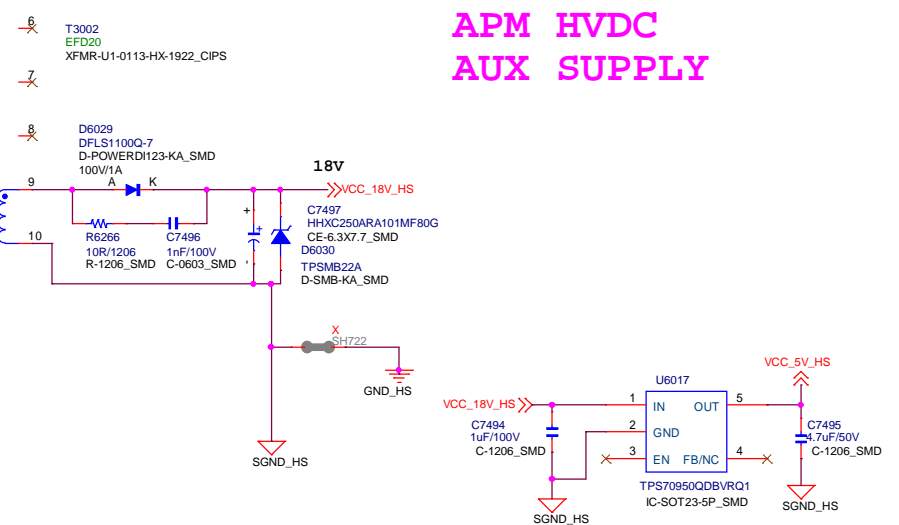 APM HVDC
AUX SUPPLY
6
T3002
EFD20
XFMR-U1-0113-HX-1922_CIPS
7
8
D6029
DFLS1100Q-7
D-POWERDI123-KA_SMD
100V/1A
A K
9
18V
VCC_18V_HS
C7497
HHXC250ARA101MF80G
CE-6.3X7.7_SMD
+
+
-
D6030
TPSMB22A
D-SMB-KA_SMD
10
R6266
10R/1206
R-1206_SMD
C7496
1nF/100V
C-0603_SMD
X
SH722
GND_HS
SGND_HS
VCC_5V_HS
U6017
VCC_18V_HS
1 IN OUT 5
2 GND
3 EN FB/NC 4
C7494
1uF/100V
C-1206_SMD
C7495
4.7uF/50V
C-1206_SMD
TPS70950QDBVRQ1
IC-SOT23-5P_SMD
SGND_HS
SGND_HS